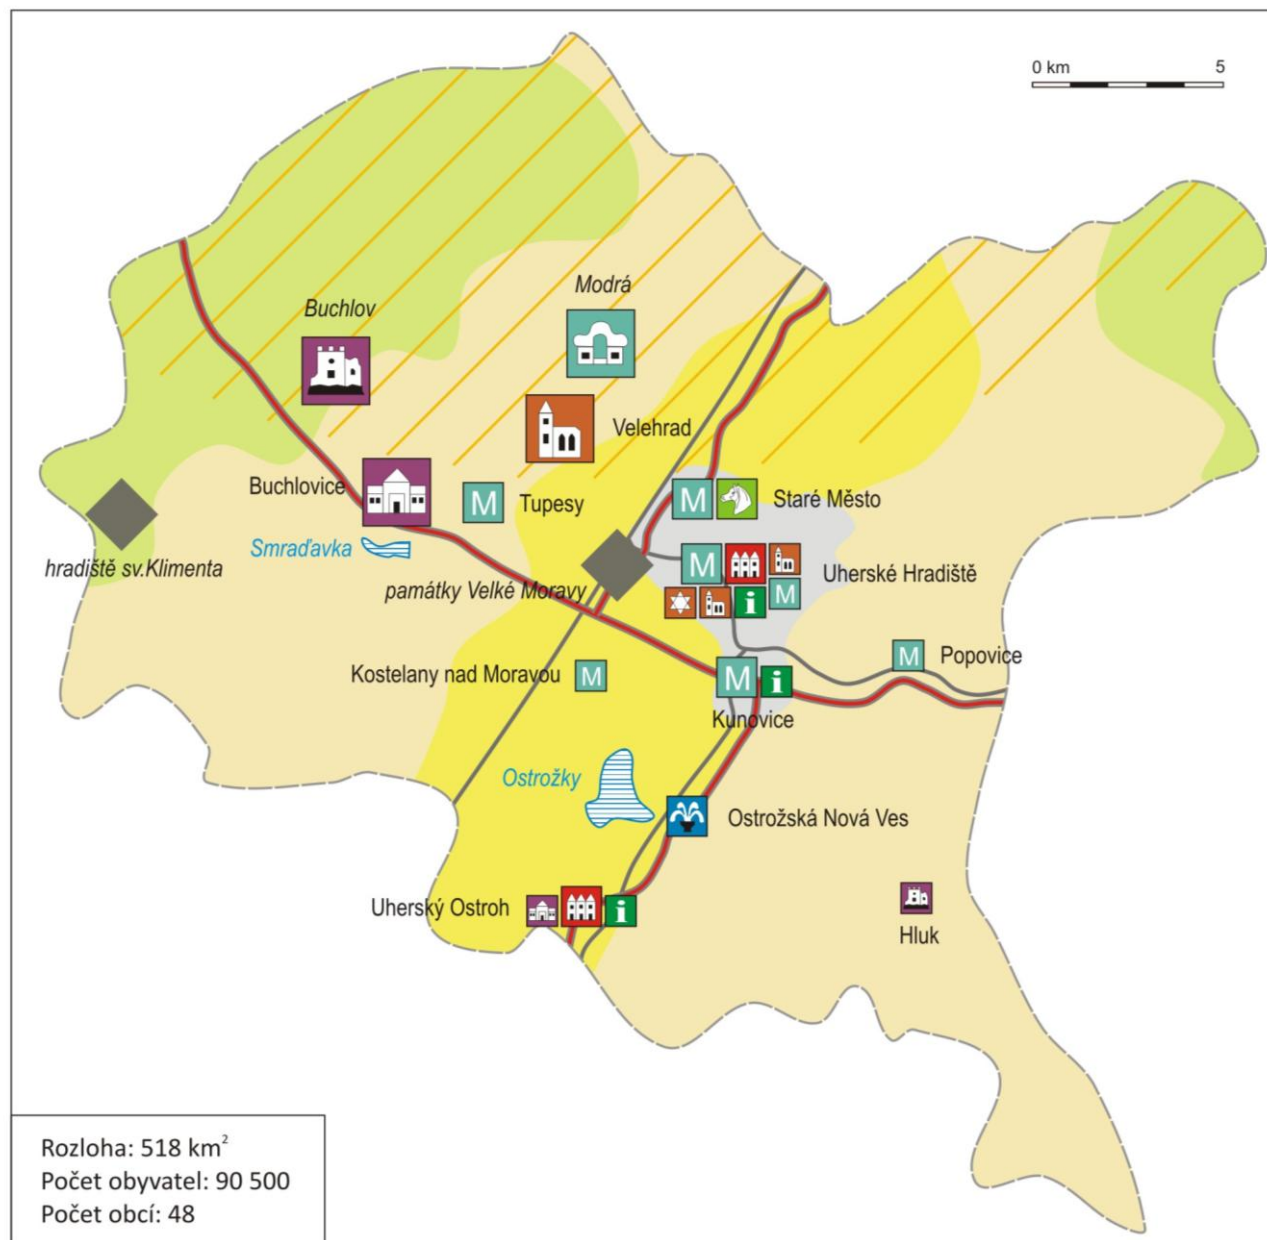 0 km 5
Modrá
Buchlov
Velehrad
Buchlovice
M
Tupesy
M
Staré Město
Smraďavka
hradiště sv.Klimenta
památky Velké Moravy
M
Uherské Hradiště
i
M
Kostelany nad Moravou
M
M
i
M
Popovice
Kunovice
Ostrožky
Ostrožská Nová Ves
Uherský Ostroh
i
Hluk
Rozloha: 518 km²
Počet obyvatel: 90 500
Počet obcí: 48